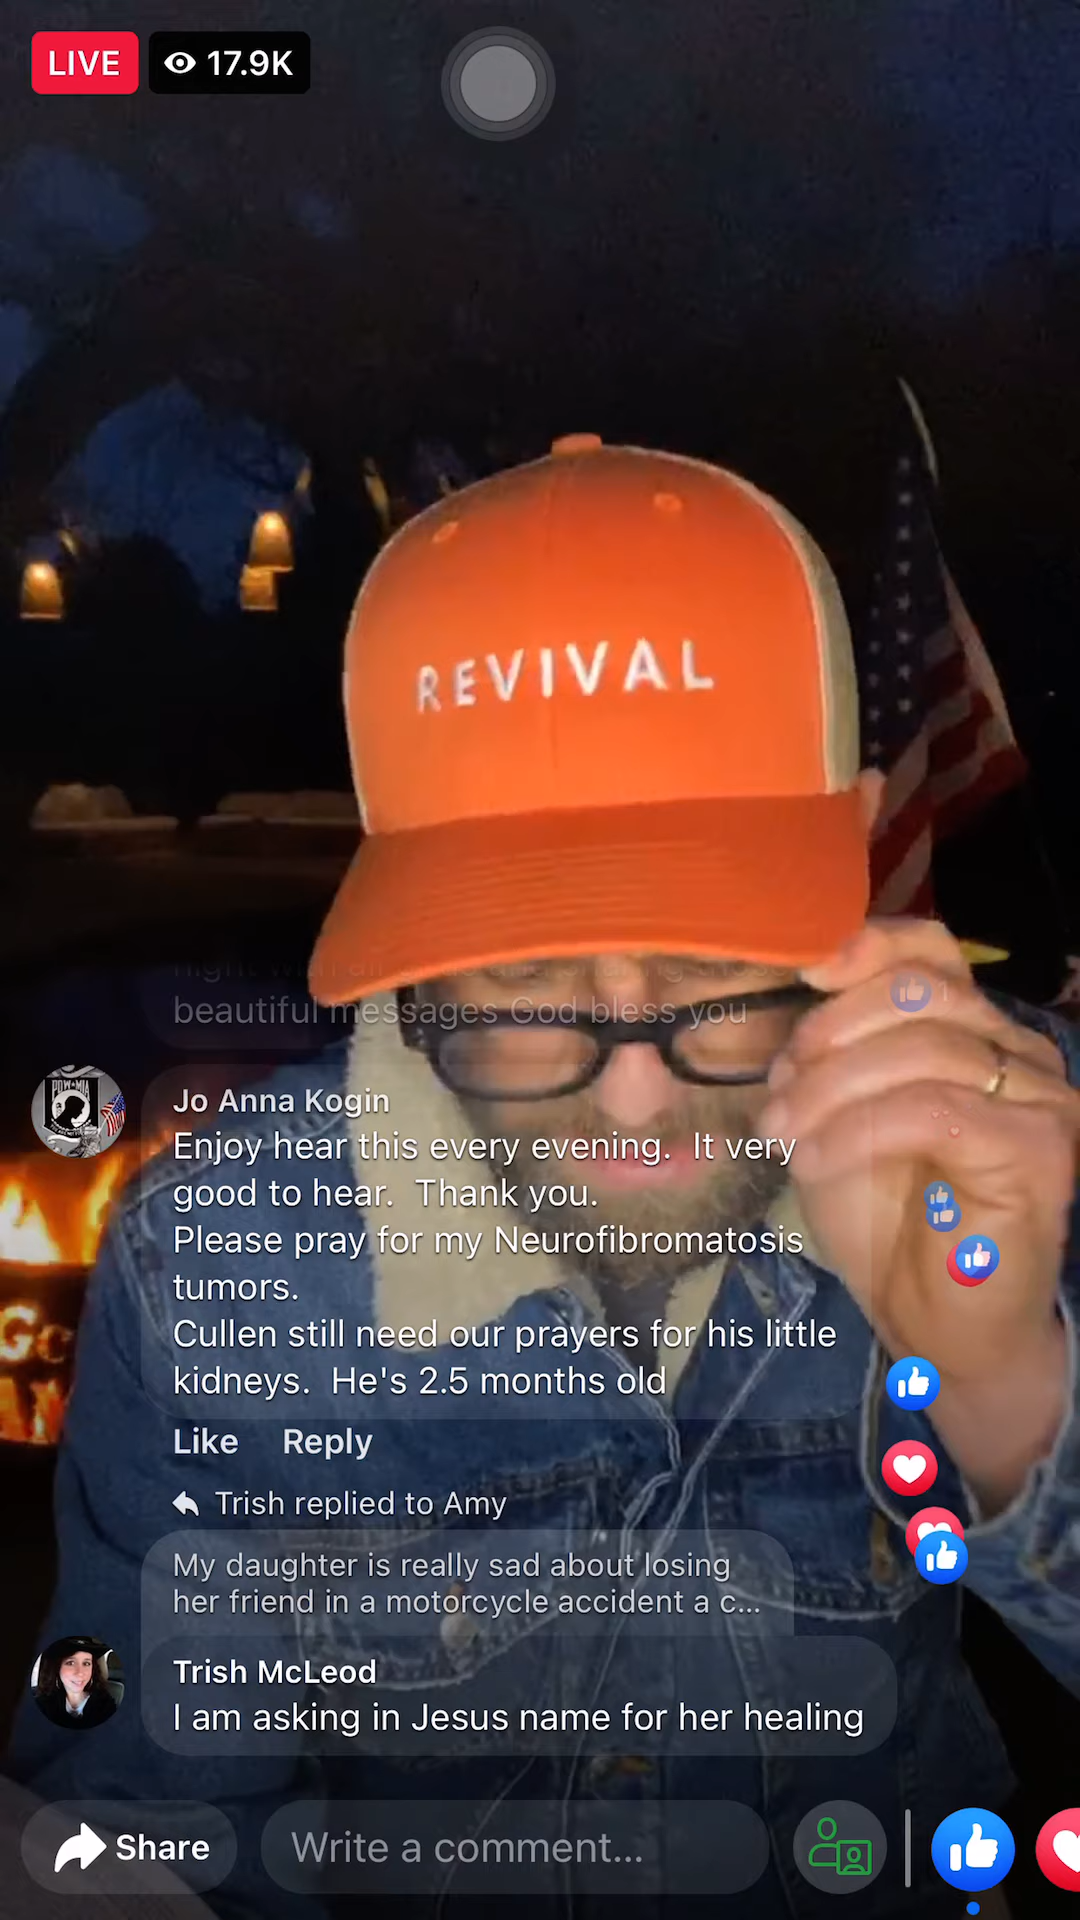 LIVE
17.9K
REVIVAL
beautiful messages God bless you
1
POW★MIA
Jo Anna Kogin
Enjoy hear this every evening.  It very
good to hear.  Thank you.
Please pray for my Neurofibromatosis
tumors.
Cullen still need our prayers for his little
kidneys.  He's 2.5 months old
Like
Reply
Trish replied to Amy
My daughter is really sad about losing
her friend in a motorcycle accident a c...
Trish McLeod
I am asking in Jesus name for her healing
Share
Write a comment...